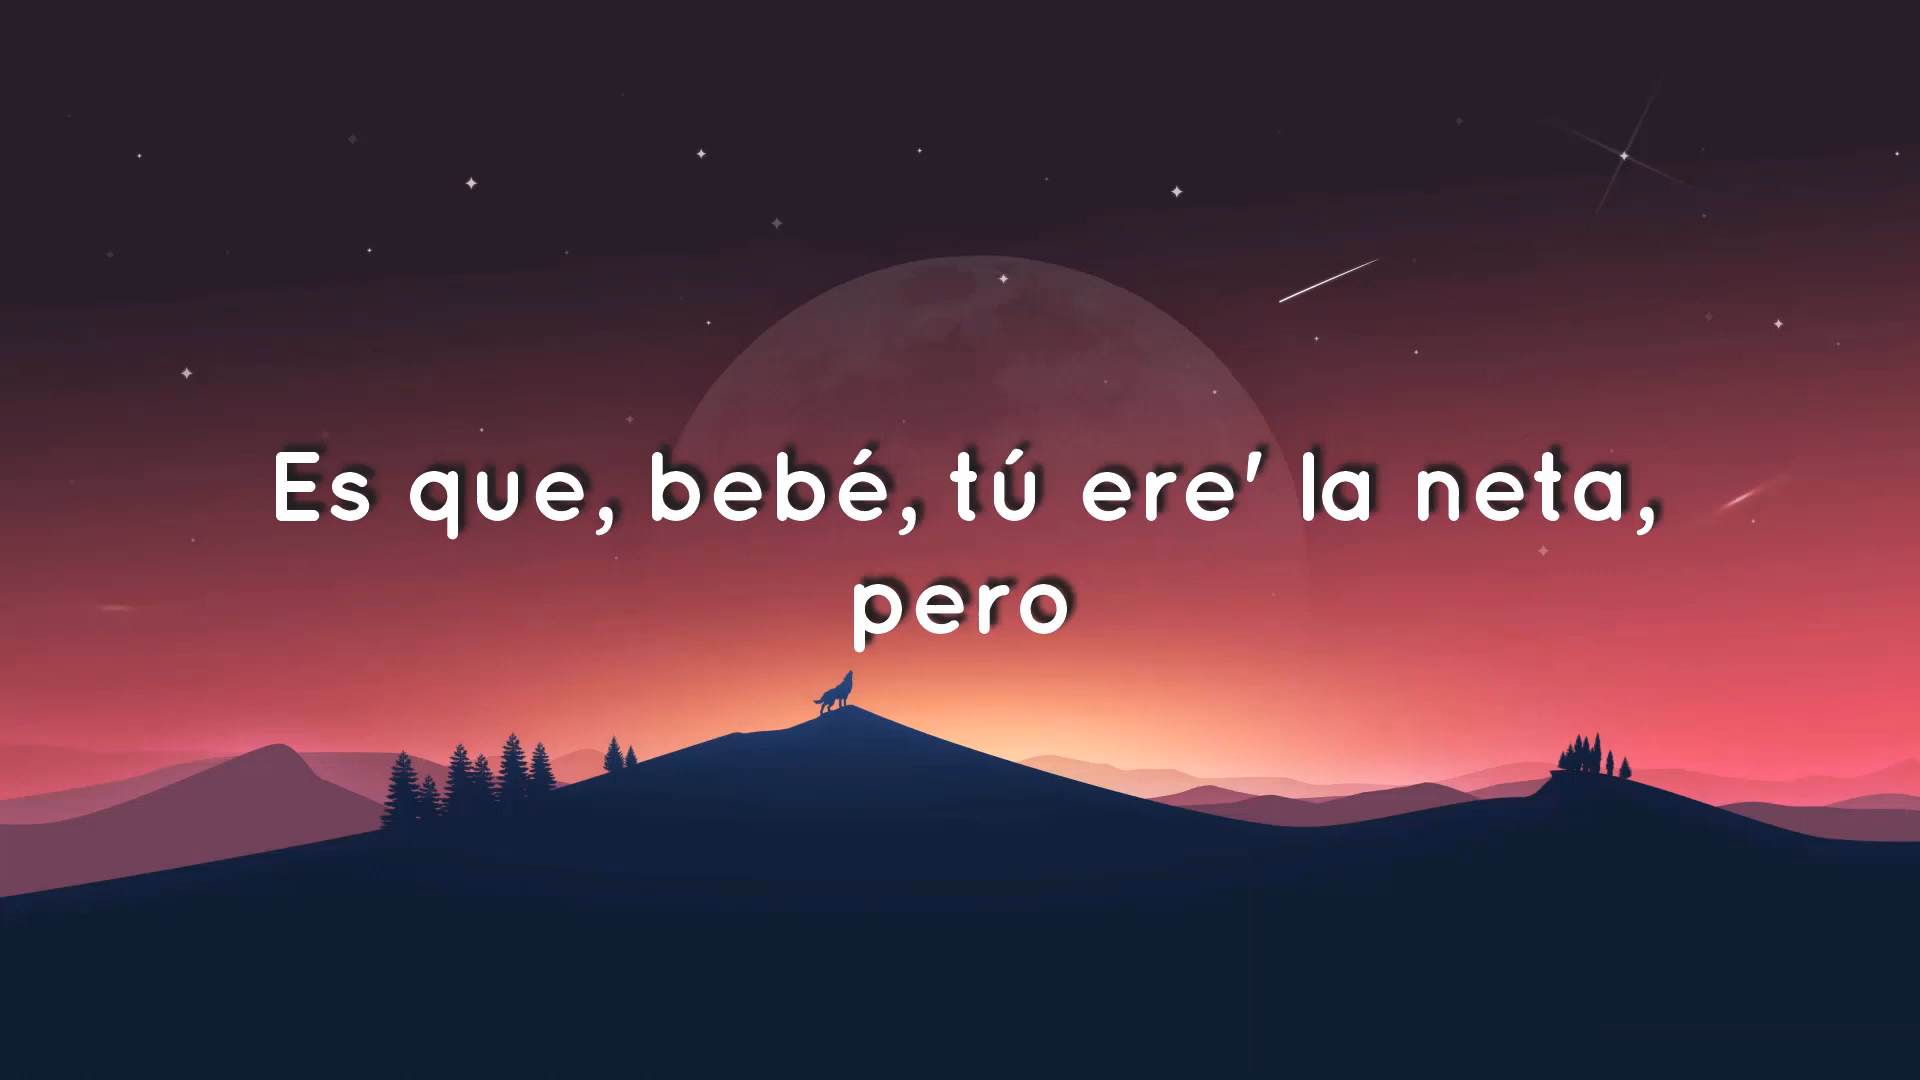 Es que, bebé, tú ere' la neta,
pero